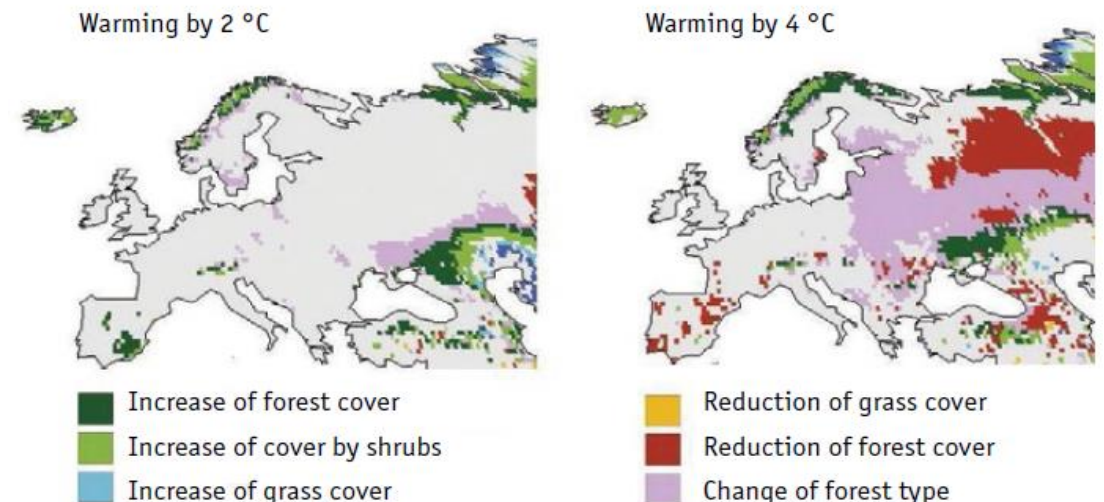 Warming by 2 °C
Warming by 4 °C
Increase of forest cover
Increase of cover by shrubs
Increase of grass cover
Reduction of grass cover
Reduction of forest cover
Change of forest type